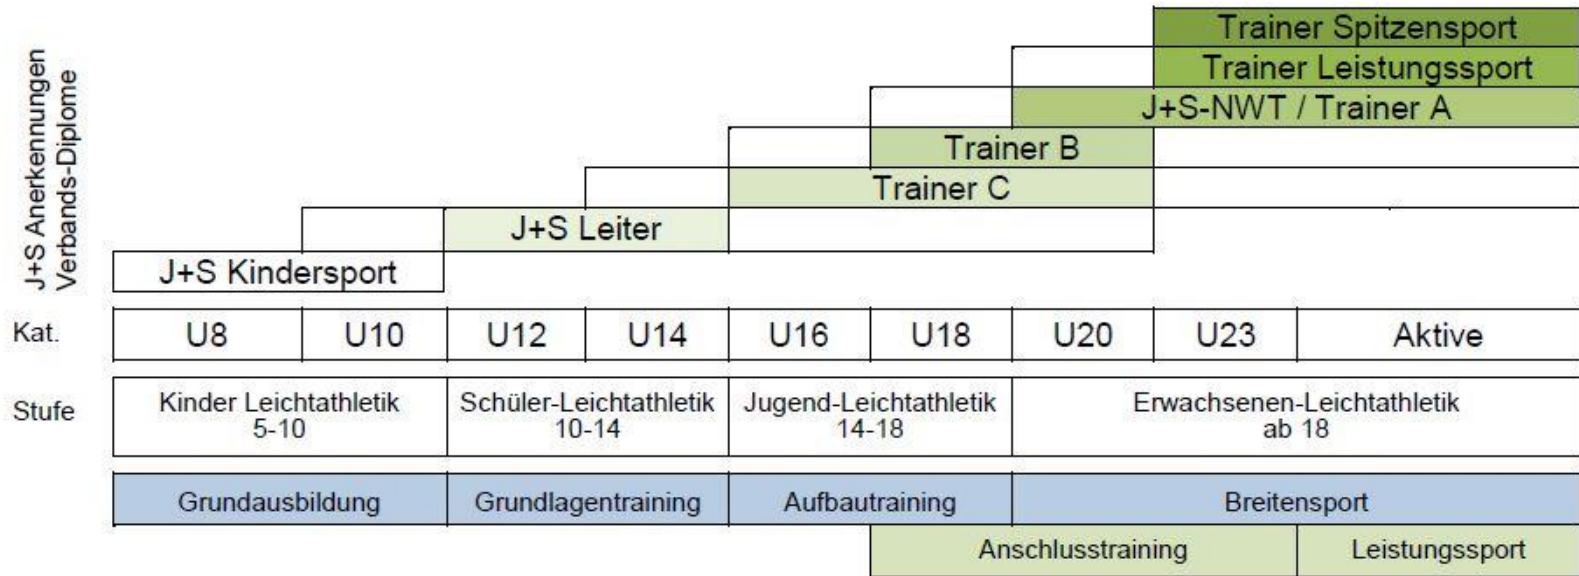 J+S Anerkennungen
Verbands-Diplome
Trainer Spitzensport
Trainer Leistungssport
J+S-NWT / Trainer A
Trainer B
Trainer C
J+S Leiter
J+S Kindersport
Kat. U8 U10 U12 U14 U16 U18 U20 U23 Aktive
Stufe
Kinder Leichtathletik
5-10
Schüler-Leichtathletik
10-14
Jugend-Leichtathletik
14-18
Erwachsenen-Leichtathletik
ab 18
Grundausbildung Grundlagentraining Aufbautraining Breitensport
Anschlusstraining Leistungssport